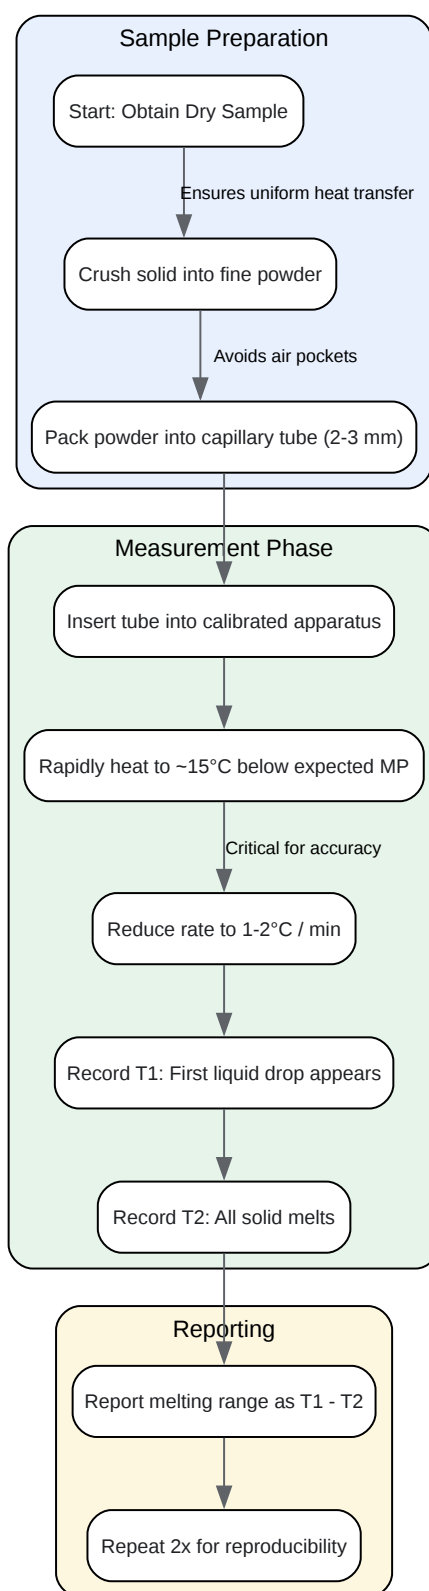 Sample Preparation
Start: Obtain Dry Sample
Ensures uniform heat transfer
Crush solid into fine powder
Avoids air pockets
Pack powder into capillary tube (2-3 mm)
Measurement Phase
Insert tube into calibrated apparatus
Rapidly heat to ~15°C below expected MP
Critical for accuracy
Reduce rate to 1-2°C / min
Record T1: First liquid drop appears
Record T2: All solid melts
Reporting
Report melting range as T1 - T2
Repeat 2x for reproducibility